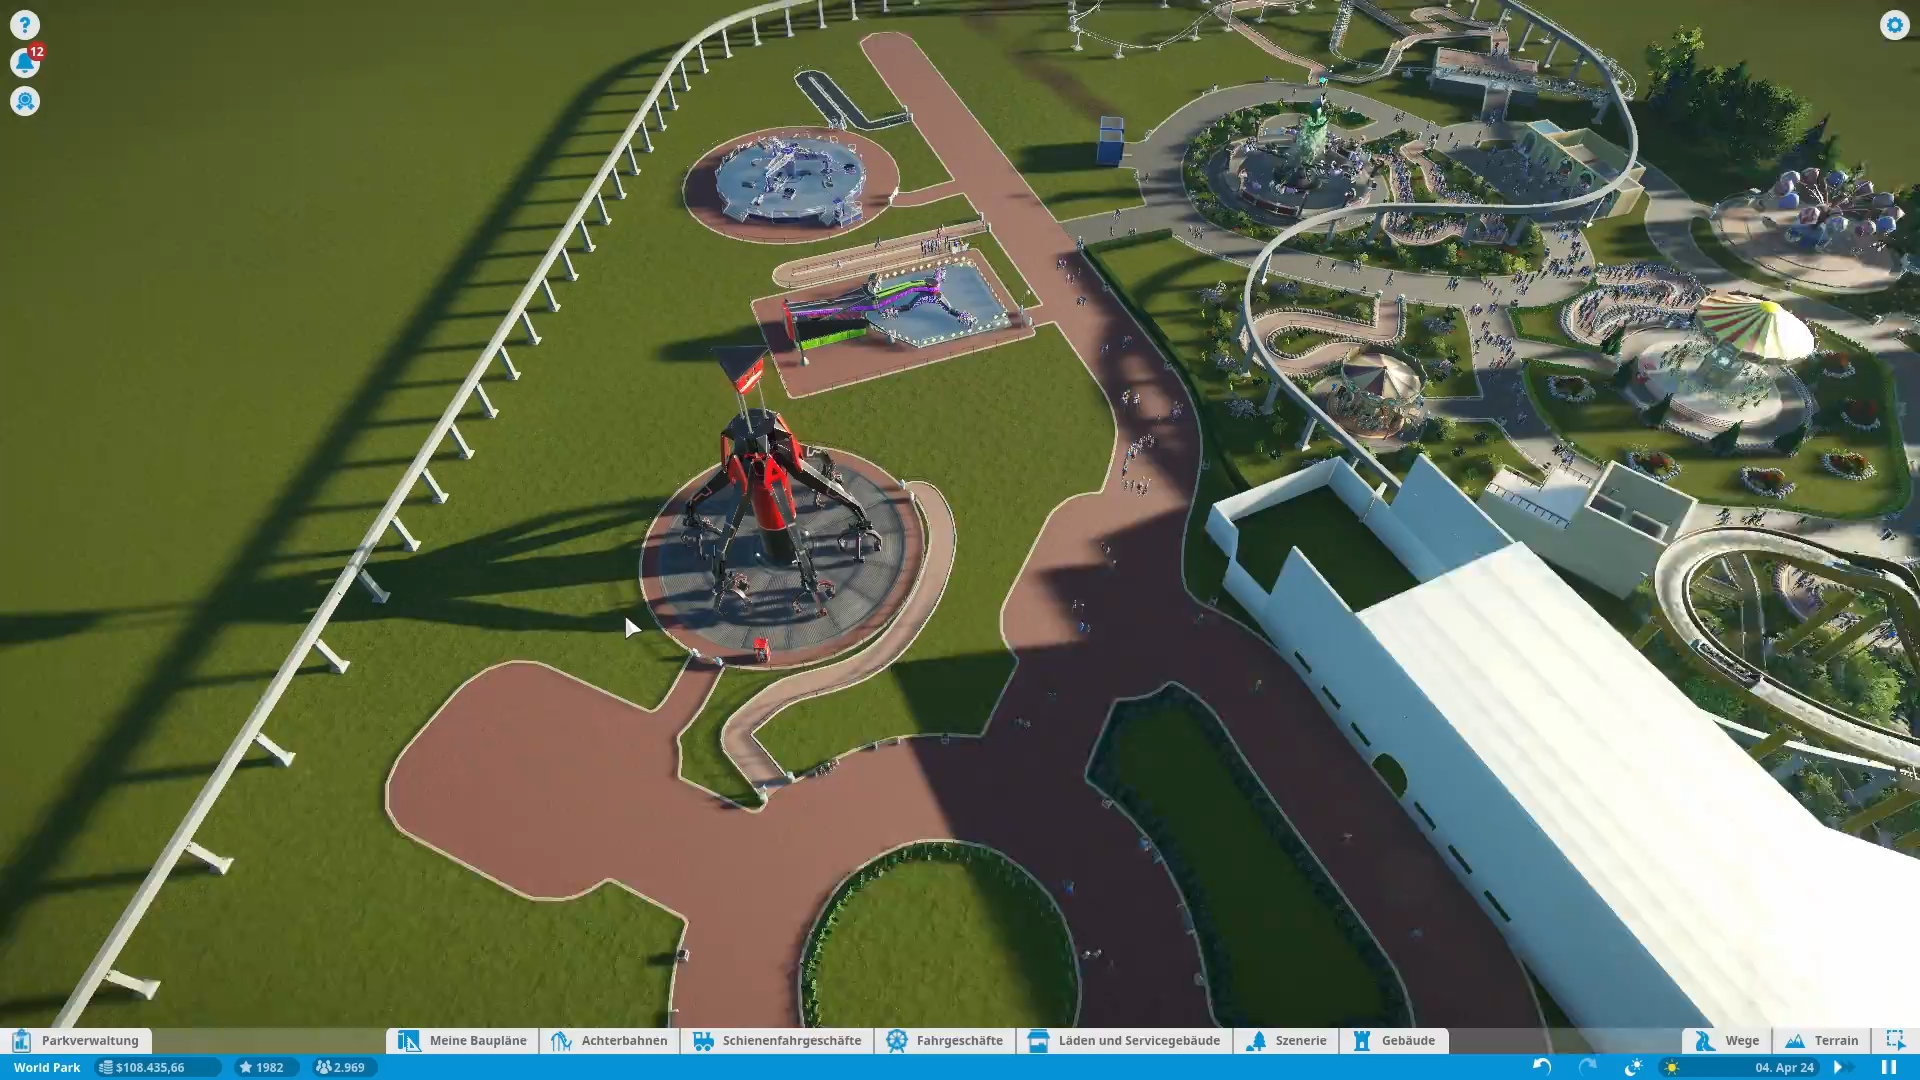 ?
12
Parkverwaltung
Meine Baupläne
Achterbahnen
Schienenfahrgeschäfte
Fahrgeschäfte
Läden und Servicegebäude
Szenerie
Gebäude
Wege
Terrain
World Park
$108.435,66
1982
2.969
04. Apr 24